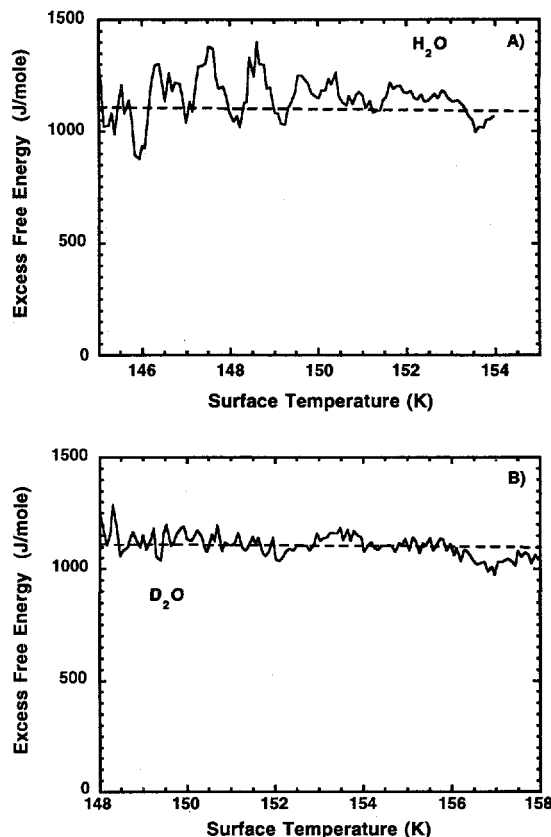 1500
H₂O
A)
1000
500
0
Excess Free Energy (J/mole)
146 148 150 152 154
Surface Temperature (K)
1500
B)
1000
D₂O
500
0
Excess Free Energy (J/mole)
148 150 152 154 156 158
Surface Temperature (K)